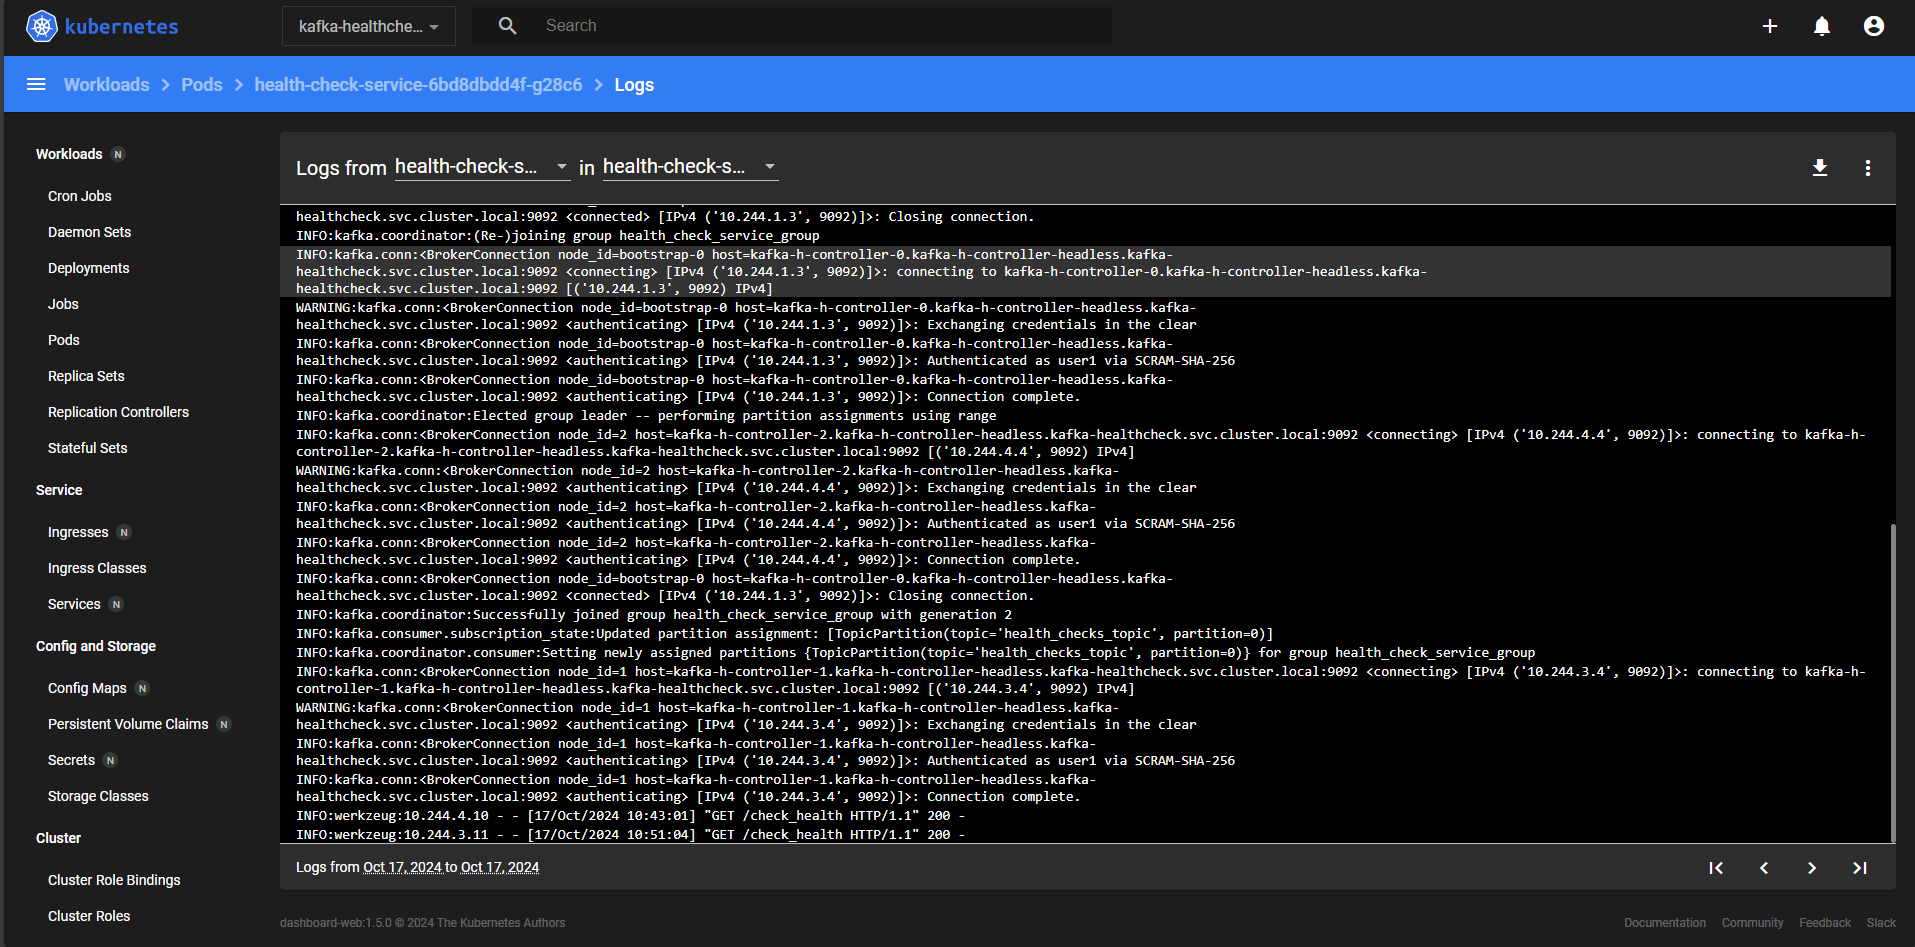 kubernetes
kafka-healthche...
Search
Workloads > Pods > health-check-service-6bd8dbdd4f-g28c6 > Logs
Workloads N
Cron Jobs
Daemon Sets
Deployments
Jobs
Pods
Replica Sets
Replication Controllers
Stateful Sets
Service
Ingresses N
Ingress Classes
Services N
Config and Storage
Config Maps N
Persistent Volume Claims N
Secrets N
Storage Classes
Cluster
Cluster Role Bindings
Cluster Roles
Logs from health-check-s... in health-check-s...
healthcheck.svc.cluster.local:9092 <connected> [IPv4 ('10.244.1.3', 9092)]>: Closing connection.
INFO:kafka.coordinator:(Re-)joining group health_check_service_group
INFO:kafka.conn:<BrokerConnection node_id=bootstrap-0 host=kafka-h-controller-0.kafka-h-controller-headless.kafka-
healthcheck.svc.cluster.local:9092 <connecting> [IPv4 ('10.244.1.3', 9092)]>: connecting to kafka-h-controller-0.kafka-h-controller-headless.kafka-
healthcheck.svc.cluster.local:9092 [('10.244.1.3', 9092) IPv4]
WARNING:kafka.conn:<BrokerConnection node_id=bootstrap-0 host=kafka-h-controller-0.kafka-h-controller-headless.kafka-
healthcheck.svc.cluster.local:9092 <authenticating> [IPv4 ('10.244.1.3', 9092)]>: Exchanging credentials in the clear
INFO:kafka.conn:<BrokerConnection node_id=bootstrap-0 host=kafka-h-controller-0.kafka-h-controller-headless.kafka-
healthcheck.svc.cluster.local:9092 <authenticating> [IPv4 ('10.244.1.3', 9092)]>: Authenticated as user1 via SCRAM-SHA-256
INFO:kafka.conn:<BrokerConnection node_id=bootstrap-0 host=kafka-h-controller-0.kafka-h-controller-headless.kafka-
healthcheck.svc.cluster.local:9092 <authenticating> [IPv4 ('10.244.1.3', 9092)]>: Connection complete.
INFO:kafka.coordinator:Elected group leader -- performing partition assignments using range
INFO:kafka.conn:<BrokerConnection node_id=2 host=kafka-h-controller-2.kafka-h-controller-headless.kafka-healthcheck.svc.cluster.local:9092 <connecting> [IPv4 ('10.244.4.4', 9092)]>: connecting to kafka-h-
controller-2.kafka-h-controller-headless.kafka-healthcheck.svc.cluster.local:9092 [('10.244.4.4', 9092) IPv4]
WARNING:kafka.conn:<BrokerConnection node_id=2 host=kafka-h-controller-2.kafka-h-controller-headless.kafka-
healthcheck.svc.cluster.local:9092 <authenticating> [IPv4 ('10.244.4.4', 9092)]>: Exchanging credentials in the clear
INFO:kafka.conn:<BrokerConnection node_id=2 host=kafka-h-controller-2.kafka-h-controller-headless.kafka-
healthcheck.svc.cluster.local:9092 <authenticating> [IPv4 ('10.244.4.4', 9092)]>: Authenticated as user1 via SCRAM-SHA-256
INFO:kafka.conn:<BrokerConnection node_id=2 host=kafka-h-controller-2.kafka-h-controller-headless.kafka-
healthcheck.svc.cluster.local:9092 <authenticating> [IPv4 ('10.244.4.4', 9092)]>: Connection complete.
INFO:kafka.conn:<BrokerConnection node_id=bootstrap-0 host=kafka-h-controller-0.kafka-h-controller-headless.kafka-
healthcheck.svc.cluster.local:9092 <connected> [IPv4 ('10.244.1.3', 9092)]>: Closing connection.
INFO:kafka.coordinator:Successfully joined group health_check_service_group with generation 2
INFO:kafka.consumer.subscription_state:Updated partition assignment: [TopicPartition(topic='health_checks_topic', partition=0)]
INFO:kafka.coordinator.consumer:Setting newly assigned partitions {TopicPartition(topic='health_checks_topic', partition=0)} for group health_check_service_group
INFO:kafka.conn:<BrokerConnection node_id=1 host=kafka-h-controller-1.kafka-h-controller-headless.kafka-healthcheck.svc.cluster.local:9092 <connecting> [IPv4 ('10.244.3.4', 9092)]>: connecting to kafka-h-
controller-1.kafka-h-controller-headless.kafka-healthcheck.svc.cluster.local:9092 [('10.244.3.4', 9092) IPv4]
WARNING:kafka.conn:<BrokerConnection node_id=1 host=kafka-h-controller-1.kafka-h-controller-headless.kafka-
healthcheck.svc.cluster.local:9092 <authenticating> [IPv4 ('10.244.3.4', 9092)]>: Exchanging credentials in the clear
INFO:kafka.conn:<BrokerConnection node_id=1 host=kafka-h-controller-1.kafka-h-controller-headless.kafka-
healthcheck.svc.cluster.local:9092 <authenticating> [IPv4 ('10.244.3.4', 9092)]>: Authenticated as user1 via SCRAM-SHA-256
INFO:kafka.conn:<BrokerConnection node_id=1 host=kafka-h-controller-1.kafka-h-controller-headless.kafka-
healthcheck.svc.cluster.local:9092 <authenticating> [IPv4 ('10.244.3.4', 9092)]>: Connection complete.
INFO:werkzeug:10.244.4.10 - - [17/Oct/2024 10:43:01] "GET /check_health HTTP/1.1" 200 -
INFO:werkzeug:10.244.3.11 - - [17/Oct/2024 10:51:04] "GET /check_health HTTP/1.1" 200 -
Logs from Oct 17, 2024 to Oct 17, 2024
dashboard-web:1.5.0 © 2024 The Kubernetes Authors
Documentation Community Feedback Slack